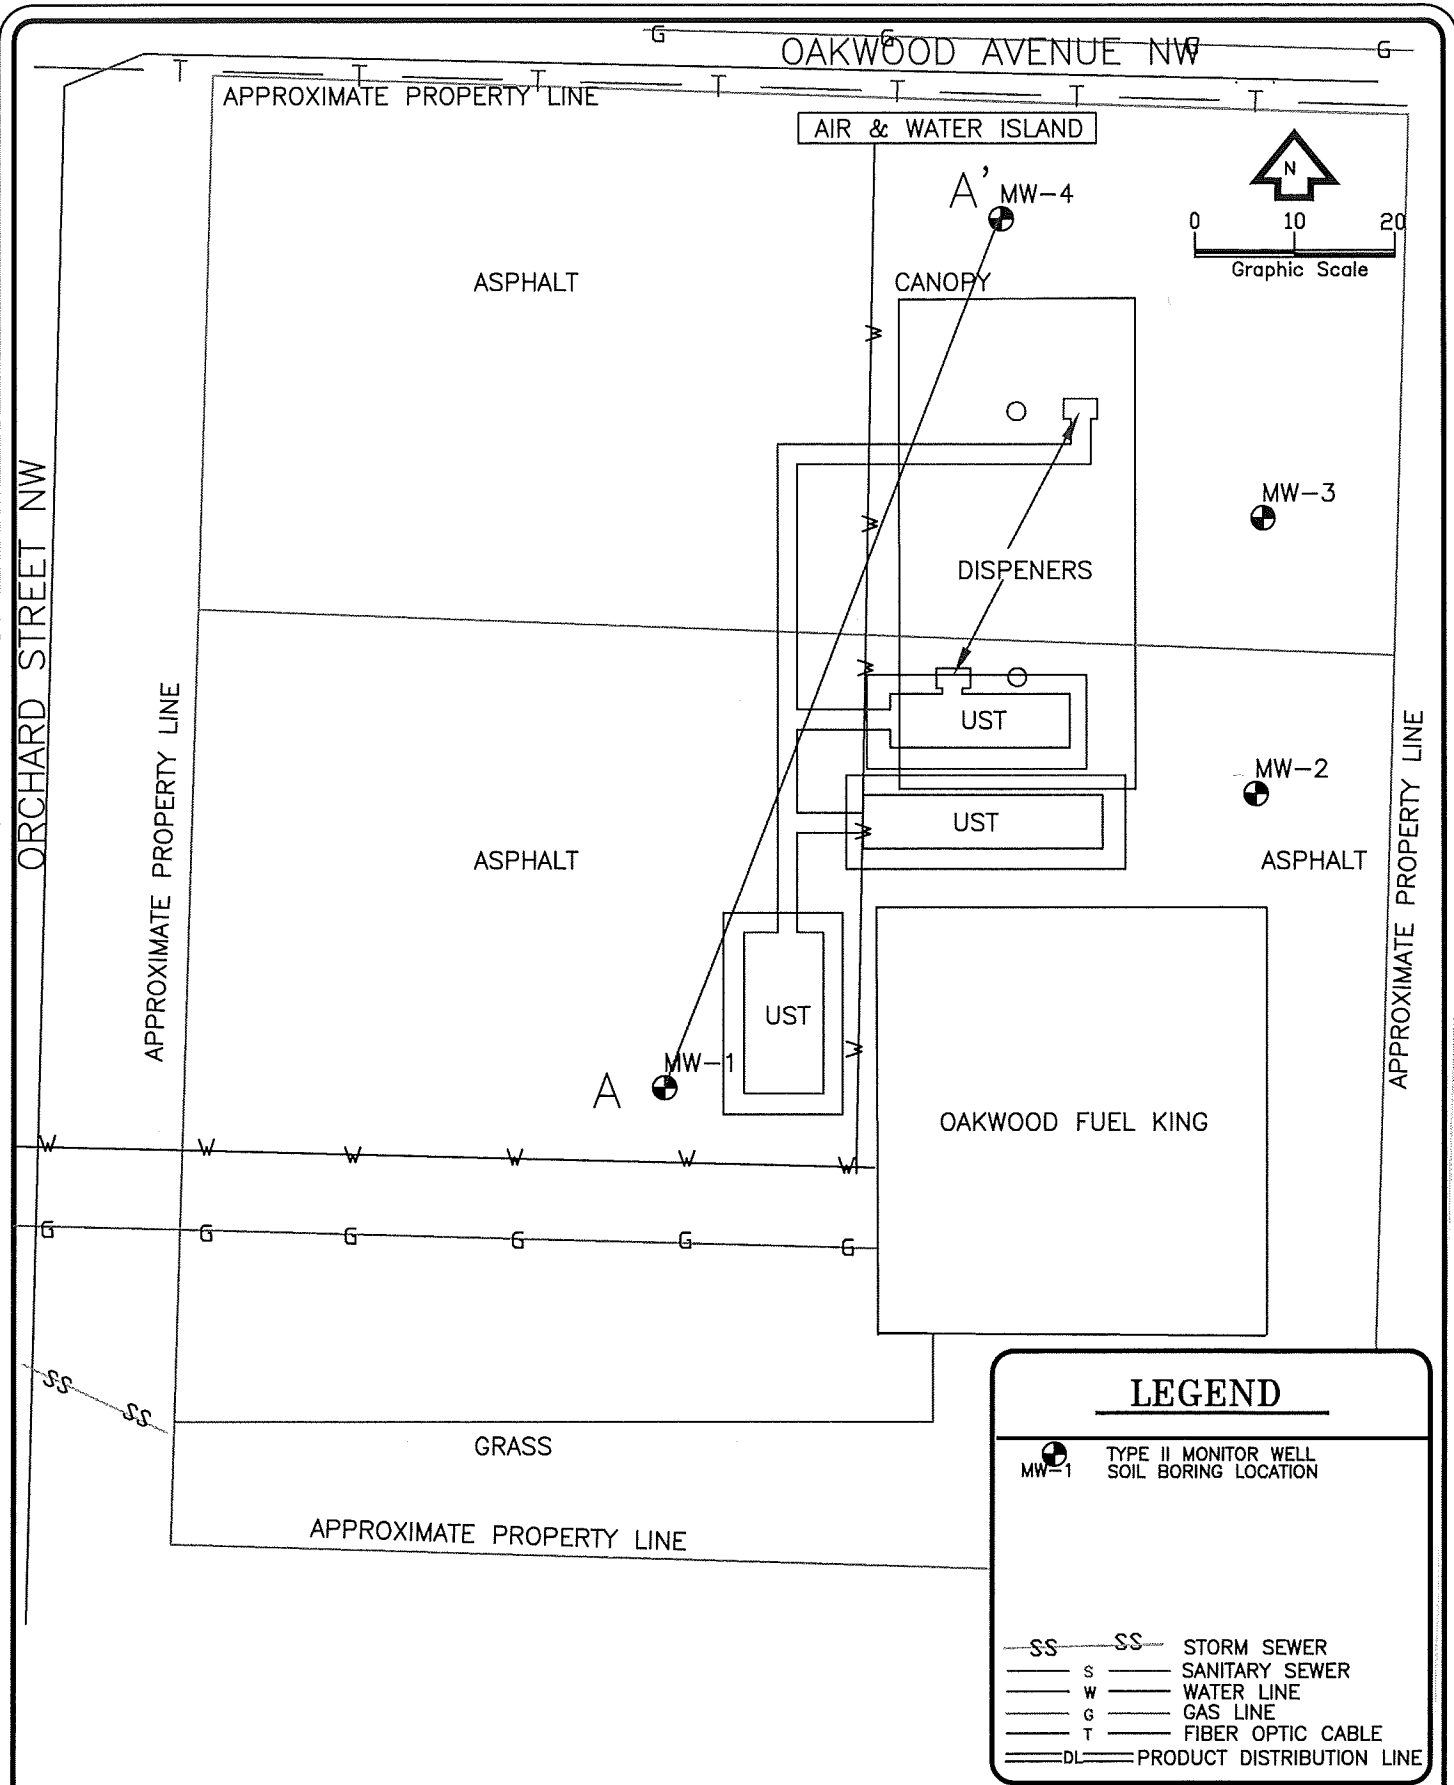 G G G G
OAKWOOD AVENUE NW
T T T T T T T
APPROXIMATE PROPERTY LINE
AIR & WATER ISLAND
A' MW-4
N
0 10 20
Graphic Scale
ASPHALT
CANOPY
W
MW-3
W
DISPENERS
ORCHARD STREET NW
APPROXIMATE PROPERTY LINE
W
UST
MW-2
UST
W
ASPHALT
ASPHALT
APPROXIMATE PROPERTY LINE
UST
W
MW-1
A
OAKWOOD FUEL KING
W W W W W W
G G G G G G
SS SS
GRASS
APPROXIMATE PROPERTY LINE
LEGEND
MW-1 TYPE II MONITOR WELL
SOIL BORING LOCATION
SS SS STORM SEWER
S SANITARY SEWER
W WATER LINE
G GAS LINE
T FIBER OPTIC CABLE
DL PRODUCT DISTRIBUTION LINE